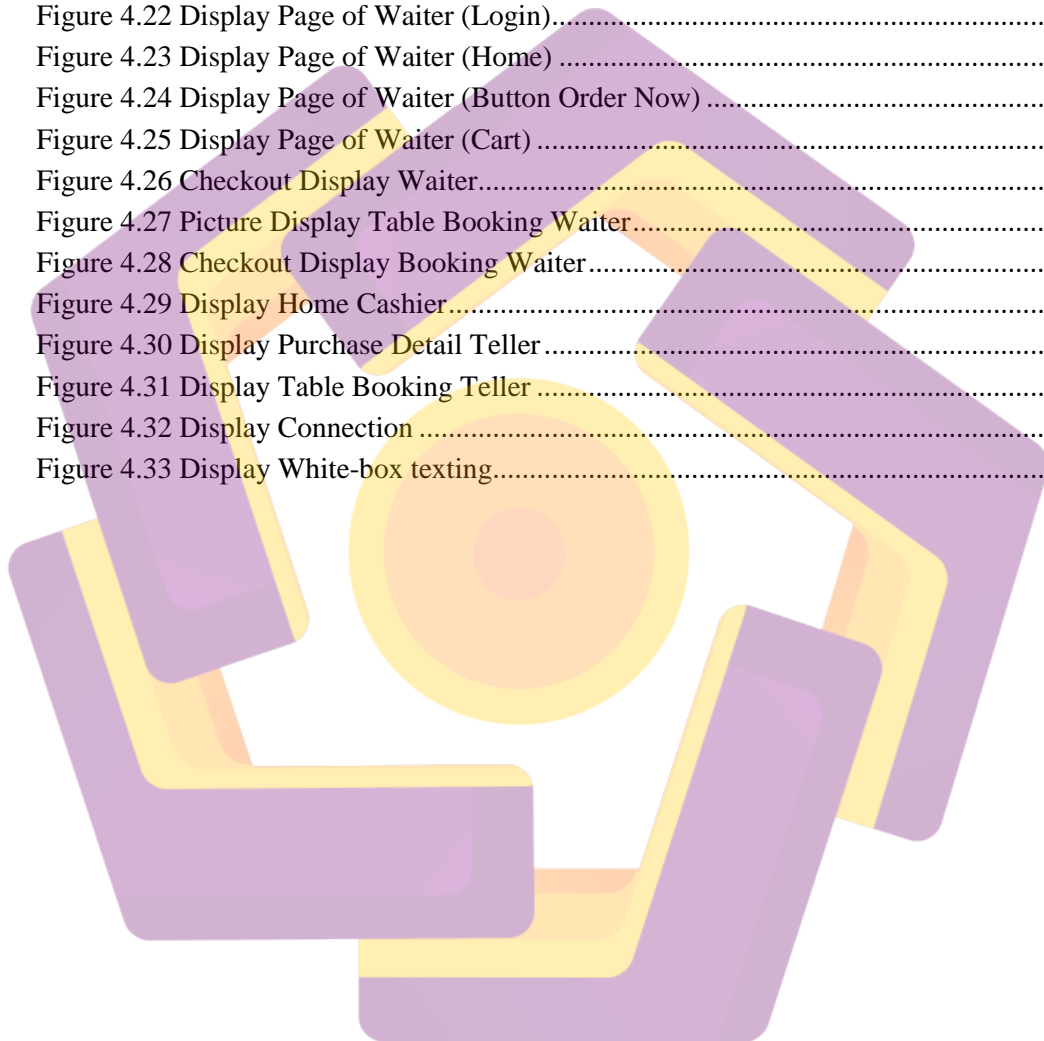 Figure 4.22 Display Page of Waiter (Login)................................................................................
Figure 4.23 Display Page of Waiter (Home) ...............................................................................
Figure 4.24 Display Page of Waiter (Button Order Now) .......................................................
Figure 4.25 Display Page of Waiter (Cart) ..................................................................................
Figure 4.26 Checkout Display Waiter...........................................................................................
Figure 4.27 Picture Display Table Booking Waiter..................................................................
Figure 4.28 Checkout Display Booking Waiter.........................................................................
Figure 4.29 Display Home Cashier...............................................................................................
Figure 4.30 Display Purchase Detail Teller ................................................................................
Figure 4.31 Display Table Booking Teller ..................................................................................
Figure 4.32 Display Connection ....................................................................................................
Figure 4.33 Display White-box texting........................................................................................